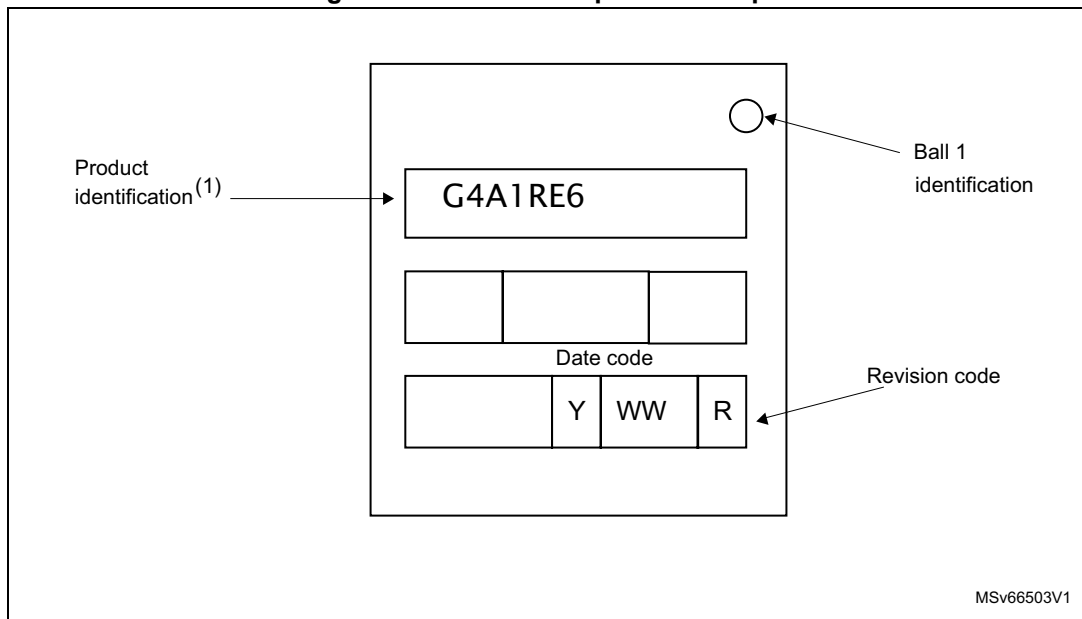 Ball 1
identification
Product
identification(1)
G4A1RE6
Date code
Revision code
Y WW R
MSv66503V1